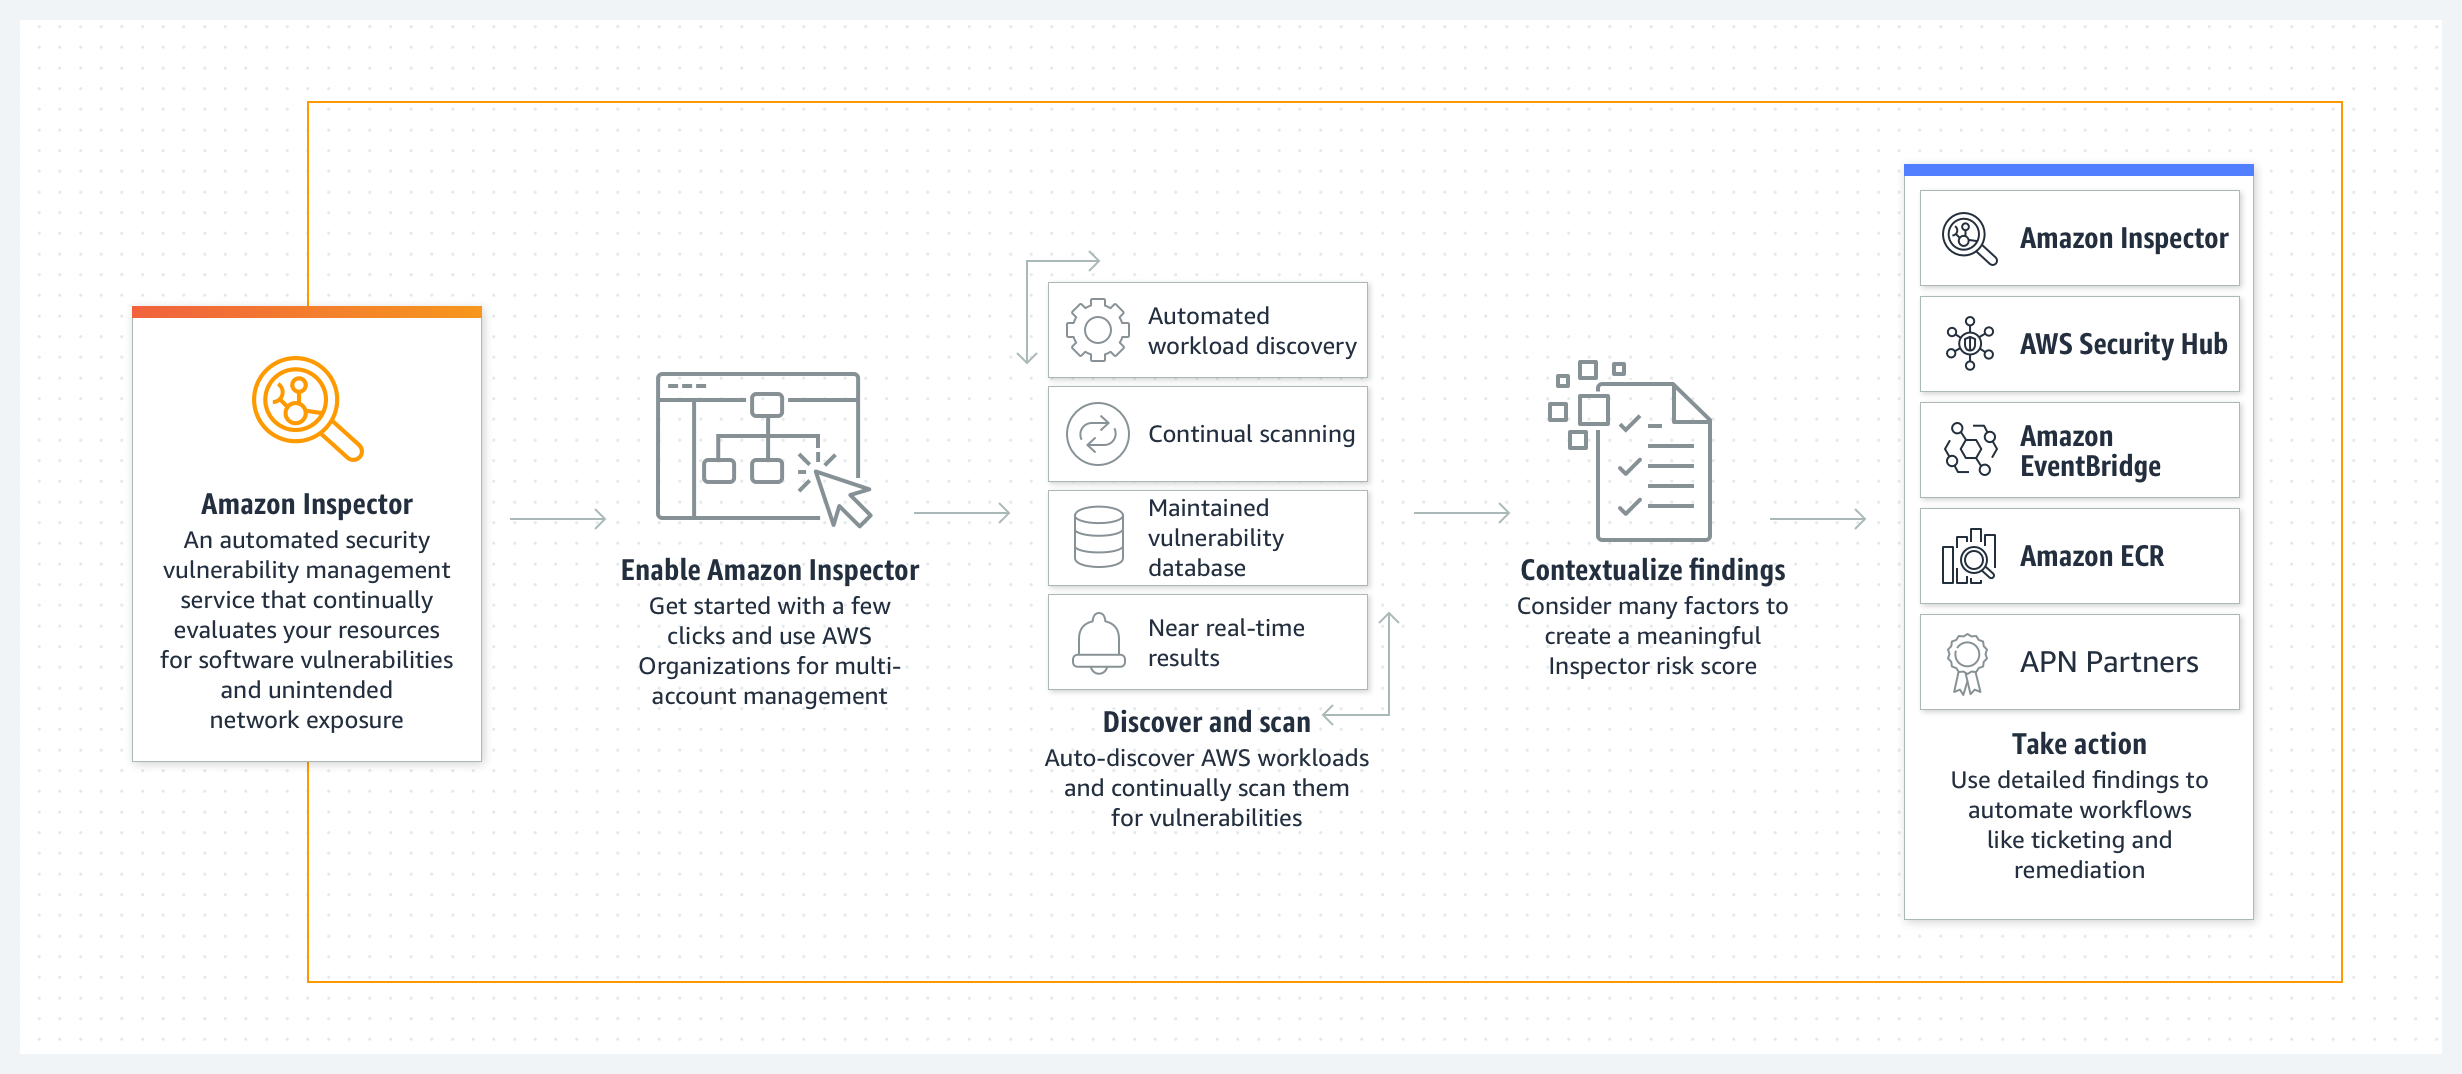 Amazon Inspector
An automated security
vulnerability management
service that continually
evaluates your resources
for software vulnerabilities
and unintended
network exposure
Enable Amazon Inspector
Get started with a few
clicks and use AWS
Organizations for multi-
account management
Automated
workload discovery
Continual scanning
Maintained
vulnerability
database
Near real-time
results
Discover and scan
Auto-discover AWS workloads
and continually scan them
for vulnerabilities
Contextualize findings
Consider many factors to
create a meaningful
Inspector risk score
Amazon Inspector
AWS Security Hub
Amazon
EventBridge
Amazon ECR
APN Partners
Take action
Use detailed findings to
automate workflows
like ticketing and
remediation